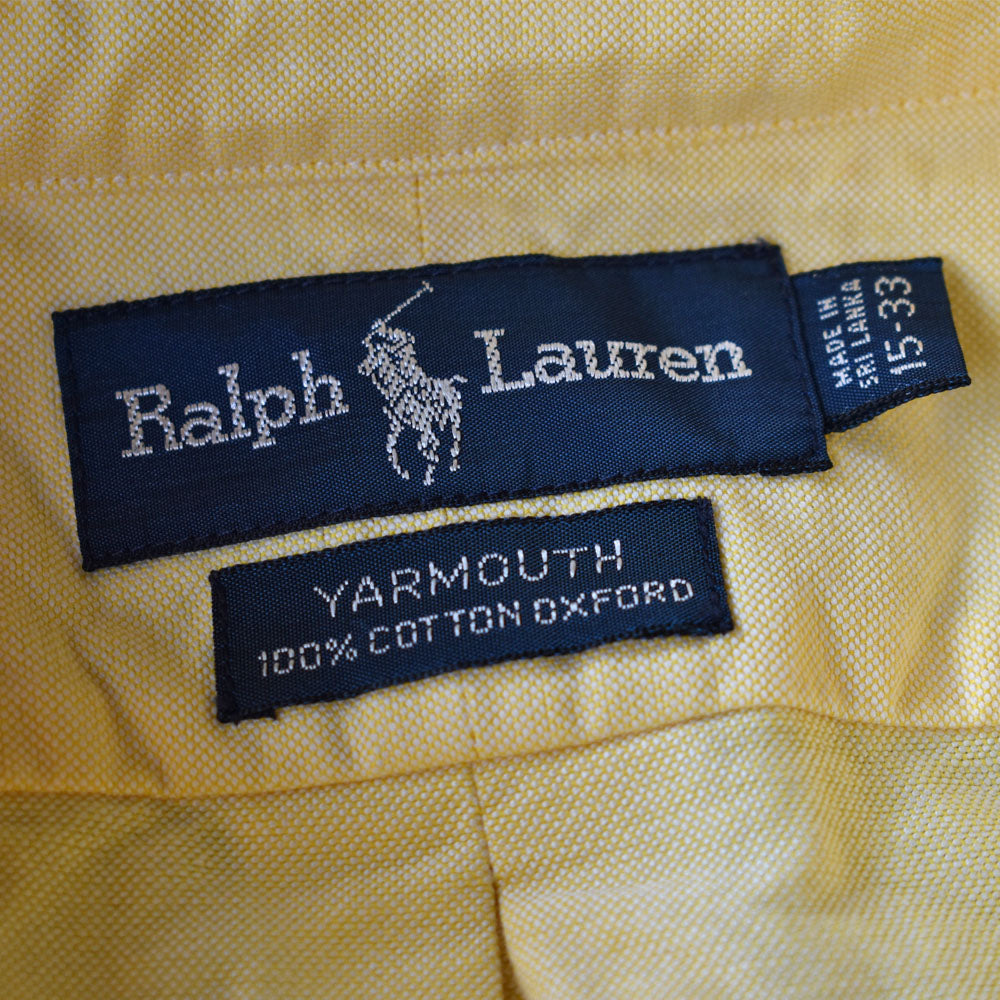 Ralph Lauren
MADE IN
SRI LANKA
15-33
YARMOUTH
100% COTTON OXFORD